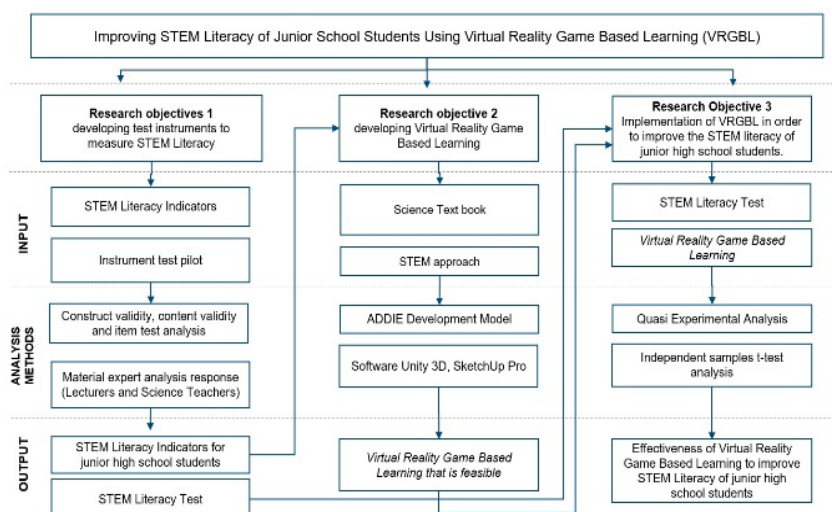 Improving STEM Literacy of Junior School Students Using Virtual Reality Game Based Learning (VRGBL)
Research objectives 1
developing test instruments to
measure STEM Literacy
Research objective 2
developing Virtual Reality Game
Based Learning
Research Objective 3
Implementation of VRGBL in order
to improve the STEM literacy of
junior high school students.
INPUT
STEM Literacy Indicators
Instrument test pilot
Science Text book
STEM approach
STEM Literacy Test
Virtual Reality Game Based
Learning
ANALYSIS
METHODS
Construct validity, content validity
and item test analysis
Material expert analysis response
(Lecturers and Science Teachers)
ADDIE Development Model
Software Unity 3D, SketchUp Pro
Quasi Experimental Analysis
Independent samples t-test
analysis
OUTPUT
STEM Literacy Indicators for
junior high school students
STEM Literacy Test
Virtual Reality Game Based
Learning that is feasible
Effectiveness of Virtual Reality
Game Based Learning to improve
STEM Literacy of junior high
school students